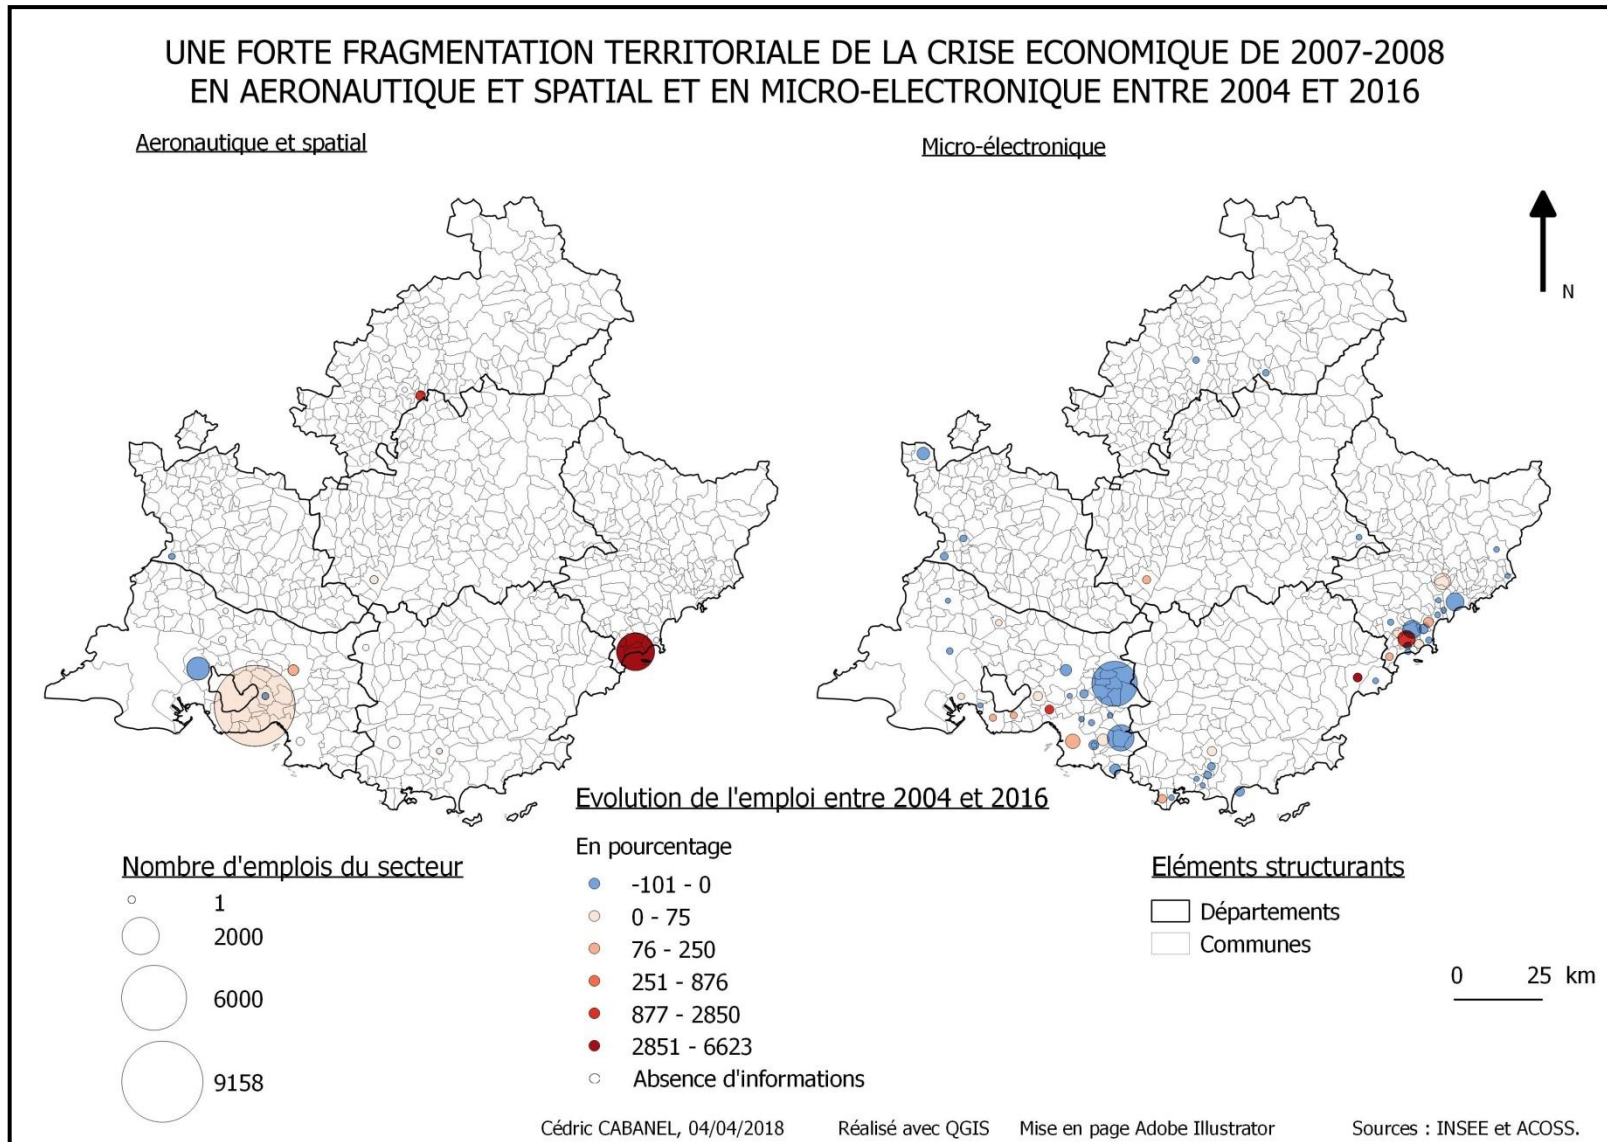 UNE FORTE FRAGMENTATION TERRITORIALE DE LA CRISE ECONOMIQUE DE 2007-2008
EN AERONAUTIQUE ET SPATIAL ET EN MICRO-ELECTRONIQUE ENTRE 2004 ET 2016
Aeronautique et spatial
Micro-électronique
N
Nombre d'emplois du secteur
1
2000
6000
9158
Evolution de l'emploi entre 2004 et 2016
En pourcentage
-101 - 0
0 - 75
76 - 250
251 - 876
877 - 2850
2851 - 6623
Absence d'informations
Eléments structurants
Départements
Communes
0 25 km
Cédric CABANEL, 04/04/2018 Réalisé avec QGIS Mise en page Adobe Illustrator Sources : INSEE et ACOSS.